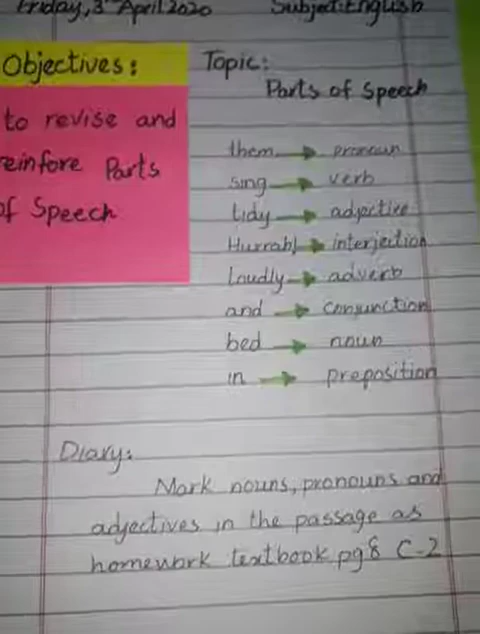 Friday, 3rd April 2020 Subject: English
Objectives:
to revise and
reinfore Parts
of Speech
Topic:
Parts of Speech
them → pronoun
sing → verb
tidy → adjective
Hurrah! → interjection
Loudly → adverb
and → conjunction
bed → noun
in → preposition
Diary:
Mark nouns, pronouns and
adjectives in the passage as
homework textbook pg 8 C-2